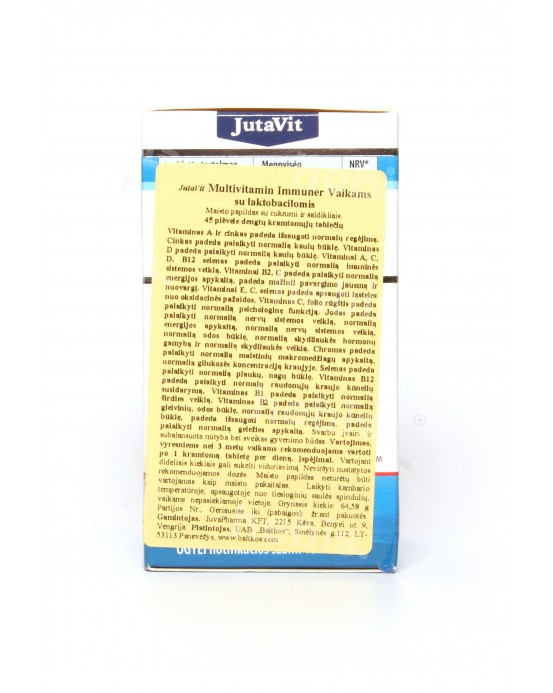 JutaVit
Mennyiség
NRV*
JutaVit Multivitamin Immuner Vaikams
su laktobacilomis
Maisto papildas su cukrumi ir saldikliais.
45 plėvele dengtų kramtomųjų tablečių
Vitaminas A ir cinkas padeda išsaugoti normalų regėjimą.
Cinkas padeda palaikyti normalią kaulų būklę. Vitaminai A, C,
D padeda palaikyti normalią kaulų būklę. Vitaminai A, C,
D, B12 selenas padeda palaikyti normalią imuninės
sistemos veiklą. Vitaminai B2, C padeda palaikyti normalią
energijos apykaitą, padeda mažinti pavargimo jausmą ir
nuovargį. Vitaminai E, C, selenas padeda apsaugoti ląsteles
nuo oksidacinės pažaidos. Vitaminas C, folio rūgštis padeda
palaikyti normalią psichologinę funkciją. Jodas padeda
palaikyti normalią nervų sistemos veiklą, normalią
energijos apykaitą, normalią nervų sistemos veiklą,
normalią odos būklę, normalią skydliaukės hormonų
gamybą ir normalią skydliaukės veiklą. Chromas padeda
palaikyti normalią maistinių makromedžiagų apykaitą,
normalią gliukozės koncentraciją kraujyje. Selenas padeda
palaikyti normalią plaukų, nagų būklę. Vitaminas B12
padeda palaikyti normalų raudonųjų kraujo kūnelių
susidarymą. Vitaminas B1 padeda palaikyti normalią
širdies veiklą. Vitaminas B2 padeda palaikyti normalią
gleivinių, odos būklę, normalią raudonųjų kraujo kūnelių
būklę, padeda išsaugoti normalų regėjimą, padeda
palaikyti normalią geležies apykaitą. Svarbu įvairi ir
subalansuota mityba bei sveikas gyvenimo būdas. Vartojimas.
vyresniems nei 3 metų vaikams rekomenduojama vartoti
po 1 kramtomą tabletę per dieną. Įspėjimai. Vartojant
dideliais kiekiais gali sukelti viduriavimą. Neviršyti nustatytos
rekomenduojamos dozės Maisto papildas neturėtų būti
vartojamas kaip maisto pakaitalas. Laikyti kambario
temperatūroje, apsaugotoje nuo tiesioginių saulės spindulių,
vaikams nepasiekiamoje vietoje. Grynasis kiekis: 64,58 g
Partijos Nr., Geriausias iki (pabaigos): žr.ant pakuotės.
Gamintojas. JuvaPharma KFT, 2215 Káva, Benyei út 9,
Vengrija Platintojas. UAB „Baltkos", Smėlynės g.112, LT-
53113 Panevėžys, www.baltkos.com